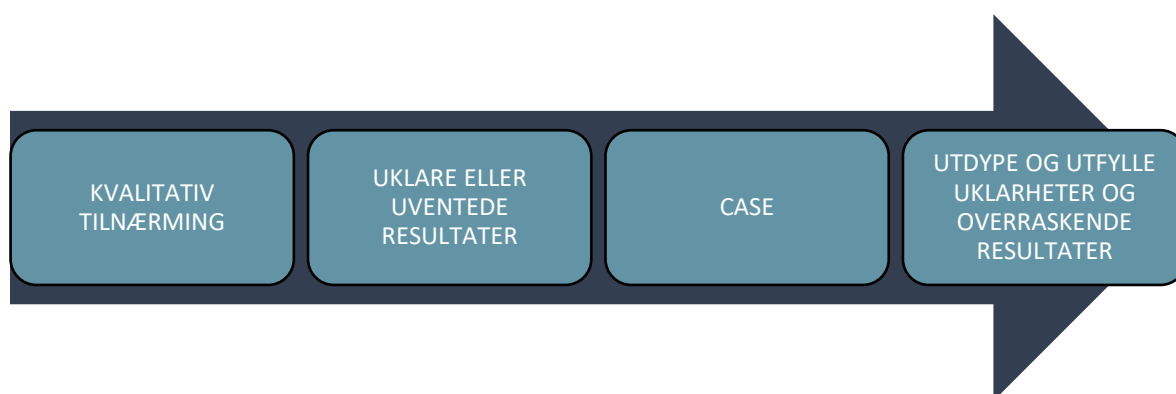 KVALITATIV
TILNÆRMING
UKLARE ELLER
UVENTEDE
RESULTATER
CASE
UTDYPE OG UTFYLLE
UKLARHETER OG
OVERRASKENDE
RESULTATER